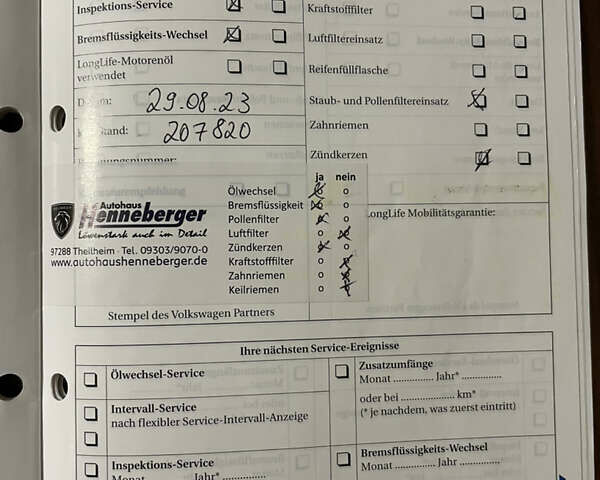 Inspektions-Service
Bremsflüssigkeits-Wechsel
LongLife-Motorenöl
verwendet
29.08.23
Stand: 207820
Kraftstofffilter
Luftfiltereinsatz
Reifenfüllflasche
Staub- und Pollenfiltereinsatz
Zahnriemen
Zündkerzen
LongLife Mobilitätsgarantie:
Autohaus
Henneberger
Löwenstark auch im Detail
97288 Theilheim · Tel. 09303/9070-0
www.autohaushenneberger.de
ja nein
Ölwechsel
Bremsflüssigkeit
Pollenfilter
Luftfilter
Zündkerzen
Kraftstofffilter
Zahnriemen
Keilriemen
Stempel des Volkswagen Partners
Ihre nächsten Service-Ereignisse
Ölwechsel-Service
Intervall-Service
nach flexibler Service-Intervall-Anzeige
Inspektions-Service
Monat Jahr*
Zusatzumfänge
Monat .............. Jahr* ..............
oder bei .................. km*
(* je nachdem, was zuerst eintritt)
Bremsflüssigkeits-Wechsel
Monat .............. Jahr ..............